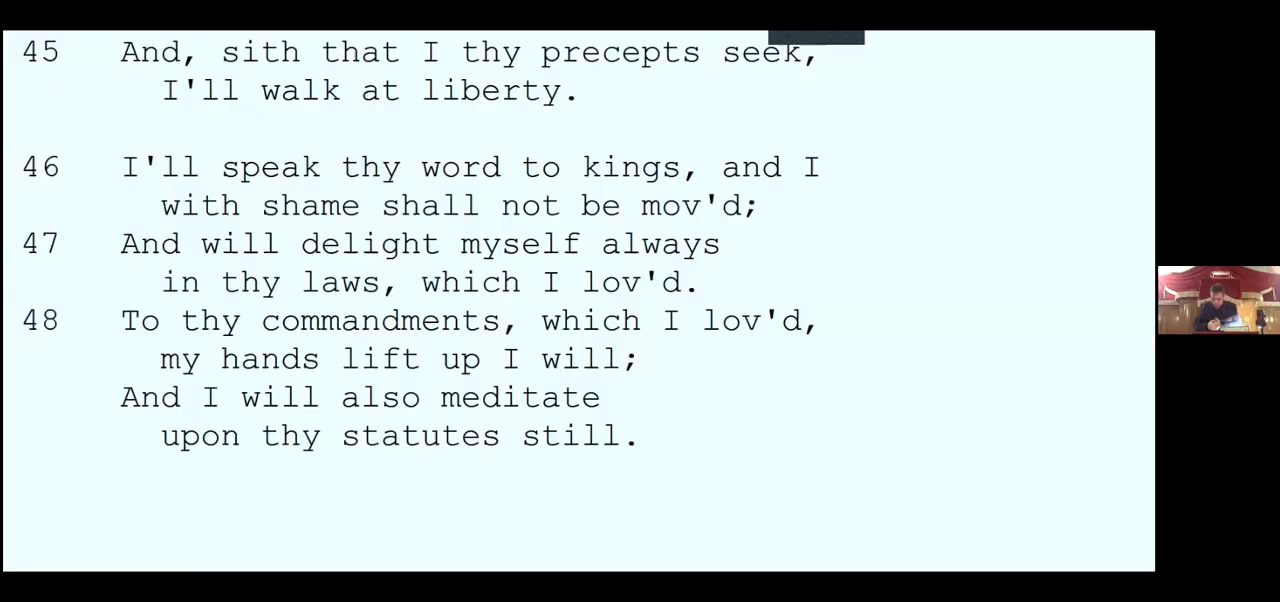 45 And, sith that I thy precepts seek,
I'll walk at liberty.
46 I'll speak thy word to kings, and I
with shame shall not be mov'd;
47 And will delight myself always
in thy laws, which I lov'd.
48 To thy commandments, which I lov'd,
my hands lift up I will;
And I will also meditate
upon thy statutes still.